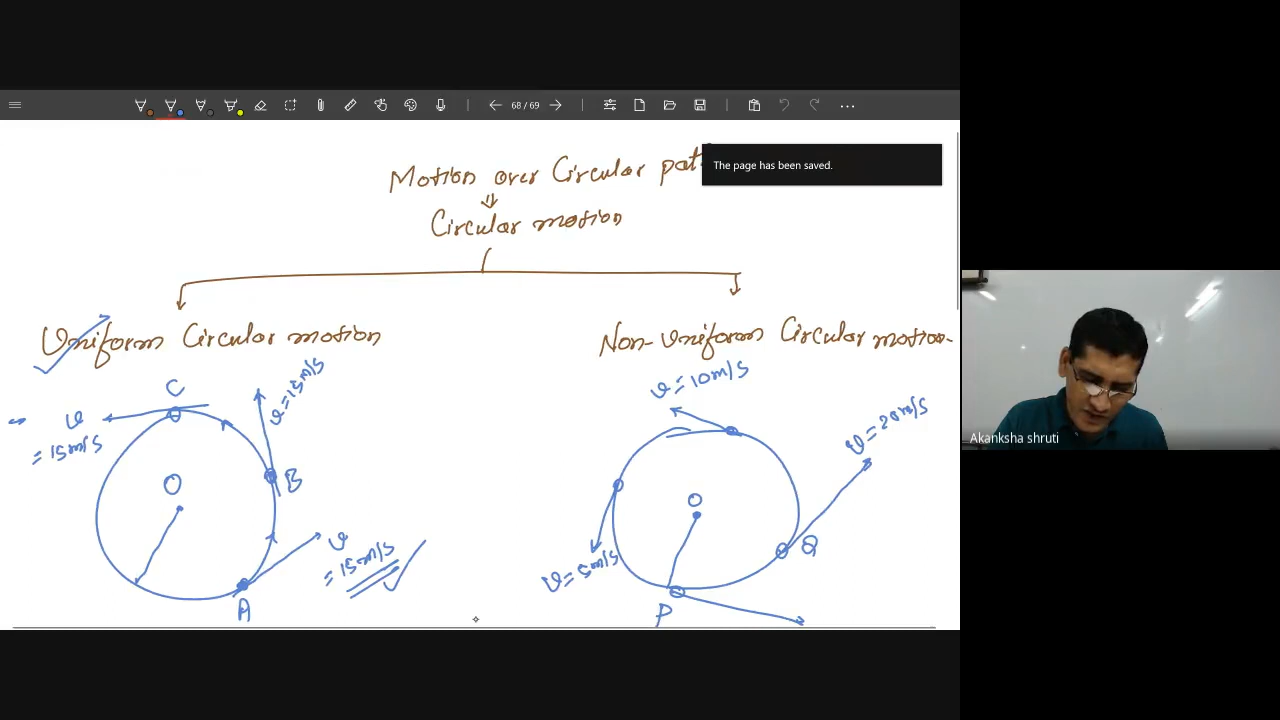 68 / 69
The page has been saved.
Motion over Circular pat
Circular motion
Uniform Circular motion
Non-Uniform Circular motion-
C
v = 15m/s
v
= 15m/s
O
B
v
= 15m/s
A
v = 10m/s
v = 20m/s
O
Q
v = 5m/s
P
Akanksha shruti